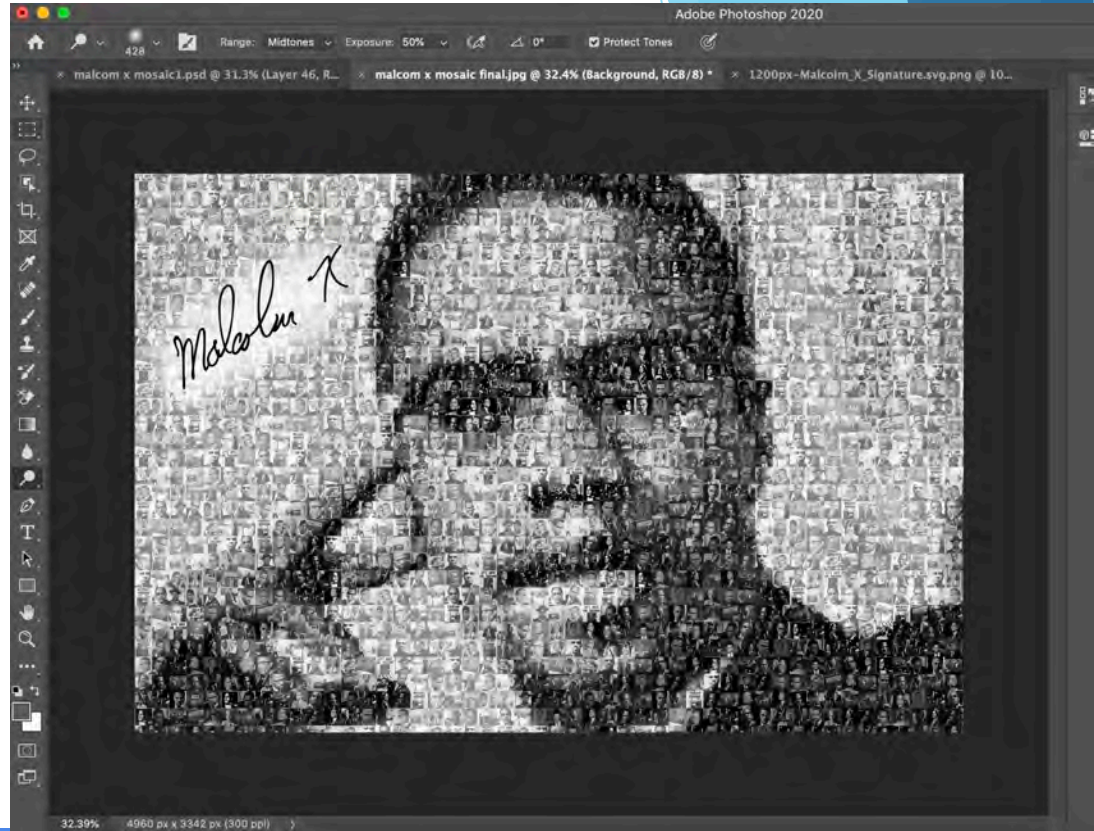 Adobe Photoshop 2020
428 Range: Midtones Exposure: 50% 0° Protect Tones
× malcom x mosaic1.psd @ 31.3% (Layer 46, R... × malcom x mosaic final.jpg @ 32.4% (Background, RGB/8) * × 1200px-Malcolm_X_Signature.svg.png @ 10...
Malcolm X
T
32.39% 4960 px x 3342 px (300 ppi)